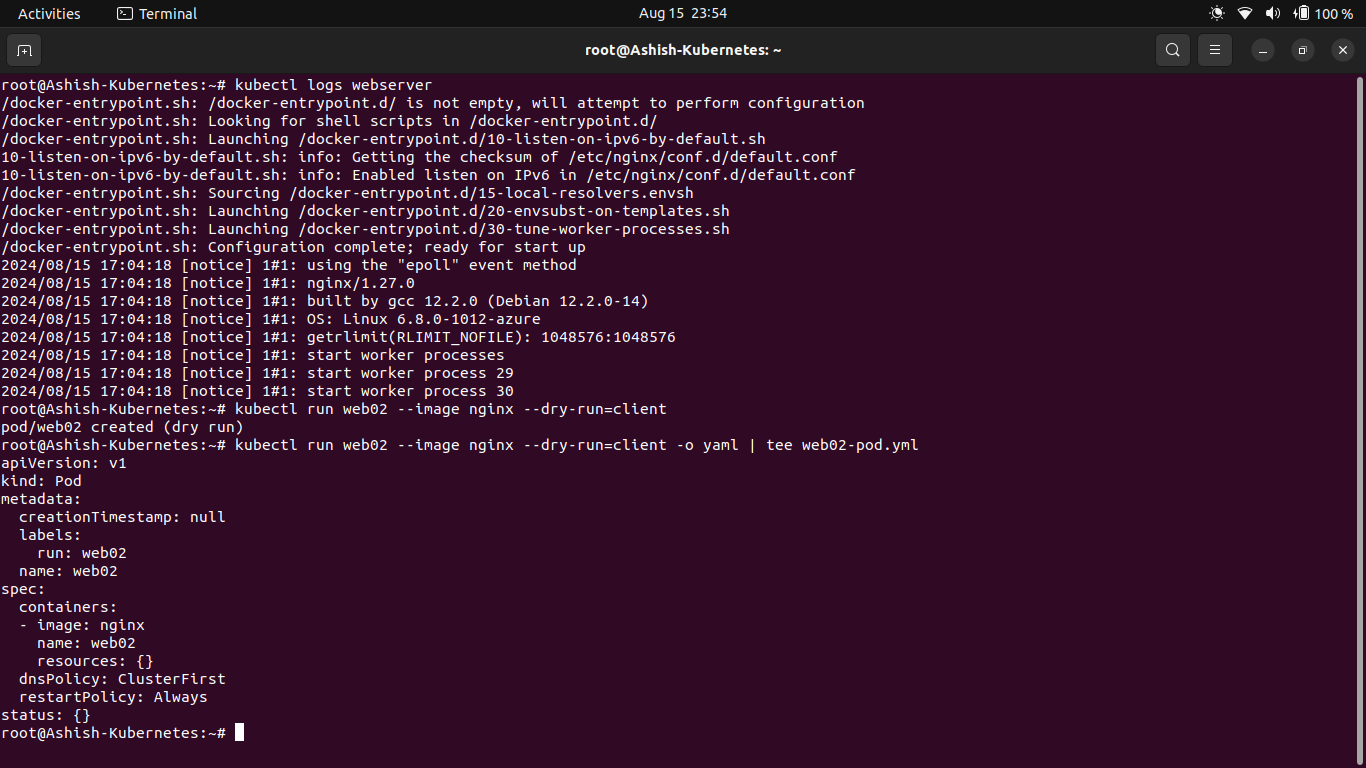 Activities
Terminal
Aug 15 23:54
100 %
root@Ashish-Kubernetes: ~
root@Ashish-Kubernetes:~# kubectl logs webserver
/docker-entrypoint.sh: /docker-entrypoint.d/ is not empty, will attempt to perform configuration
/docker-entrypoint.sh: Looking for shell scripts in /docker-entrypoint.d/
/docker-entrypoint.sh: Launching /docker-entrypoint.d/10-listen-on-ipv6-by-default.sh
10-listen-on-ipv6-by-default.sh: info: Getting the checksum of /etc/nginx/conf.d/default.conf
10-listen-on-ipv6-by-default.sh: info: Enabled listen on IPv6 in /etc/nginx/conf.d/default.conf
/docker-entrypoint.sh: Sourcing /docker-entrypoint.d/15-local-resolvers.envsh
/docker-entrypoint.sh: Launching /docker-entrypoint.d/20-envsubst-on-templates.sh
/docker-entrypoint.sh: Launching /docker-entrypoint.d/30-tune-worker-processes.sh
/docker-entrypoint.sh: Configuration complete; ready for start up
2024/08/15 17:04:18 [notice] 1#1: using the "epoll" event method
2024/08/15 17:04:18 [notice] 1#1: nginx/1.27.0
2024/08/15 17:04:18 [notice] 1#1: built by gcc 12.2.0 (Debian 12.2.0-14)
2024/08/15 17:04:18 [notice] 1#1: OS: Linux 6.8.0-1012-azure
2024/08/15 17:04:18 [notice] 1#1: getrlimit(RLIMIT_NOFILE): 1048576:1048576
2024/08/15 17:04:18 [notice] 1#1: start worker processes
2024/08/15 17:04:18 [notice] 1#1: start worker process 29
2024/08/15 17:04:18 [notice] 1#1: start worker process 30
root@Ashish-Kubernetes:~# kubectl run web02 --image nginx --dry-run=client
pod/web02 created (dry run)
root@Ashish-Kubernetes:~# kubectl run web02 --image nginx --dry-run=client -o yaml | tee web02-pod.yml
apiVersion: v1
kind: Pod
metadata:
  creationTimestamp: null
  labels:
    run: web02
  name: web02
spec:
  containers:
  - image: nginx
    name: web02
    resources: {}
  dnsPolicy: ClusterFirst
  restartPolicy: Always
status: {}
root@Ashish-Kubernetes:~#